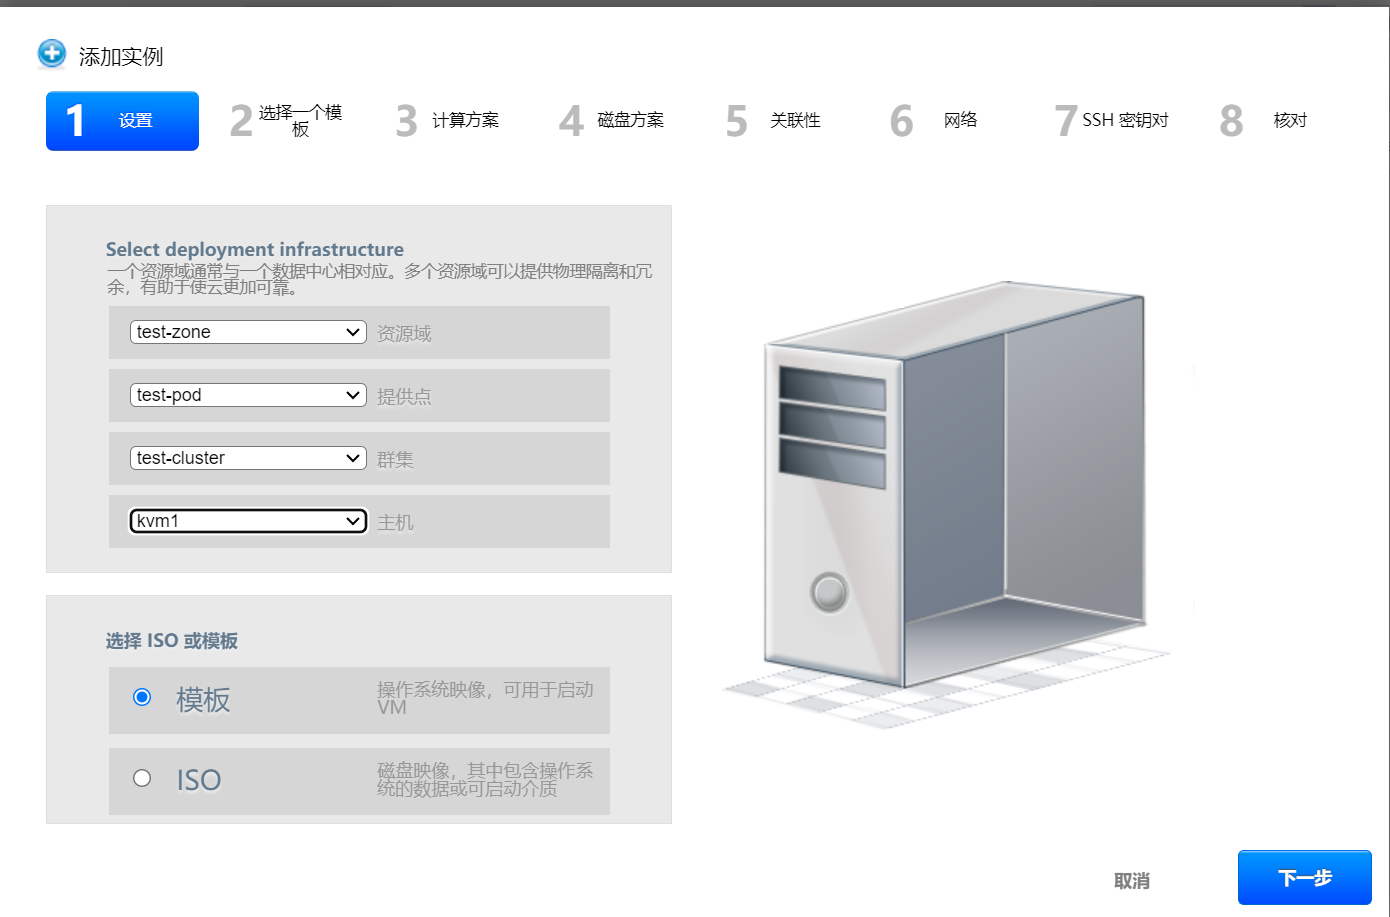 添加实例
1 设置
2 选择一个模
板
3 计算方案
4 磁盘方案
5 关联性
6 网络
7 SSH 密钥对
8 核对
Select deployment infrastructure
一个资源域通常与一个数据中心相对应。多个资源域可以提供物理隔离和冗
余，有助于使云更加可靠。
test-zone 资源域
test-pod 提供点
test-cluster 群集
kvm1 主机
选择 ISO 或模板
模板
操作系统映像，可用于启动
VM
ISO
磁盘映像，其中包含操作系
统的数据或可启动介质
取消
下一步